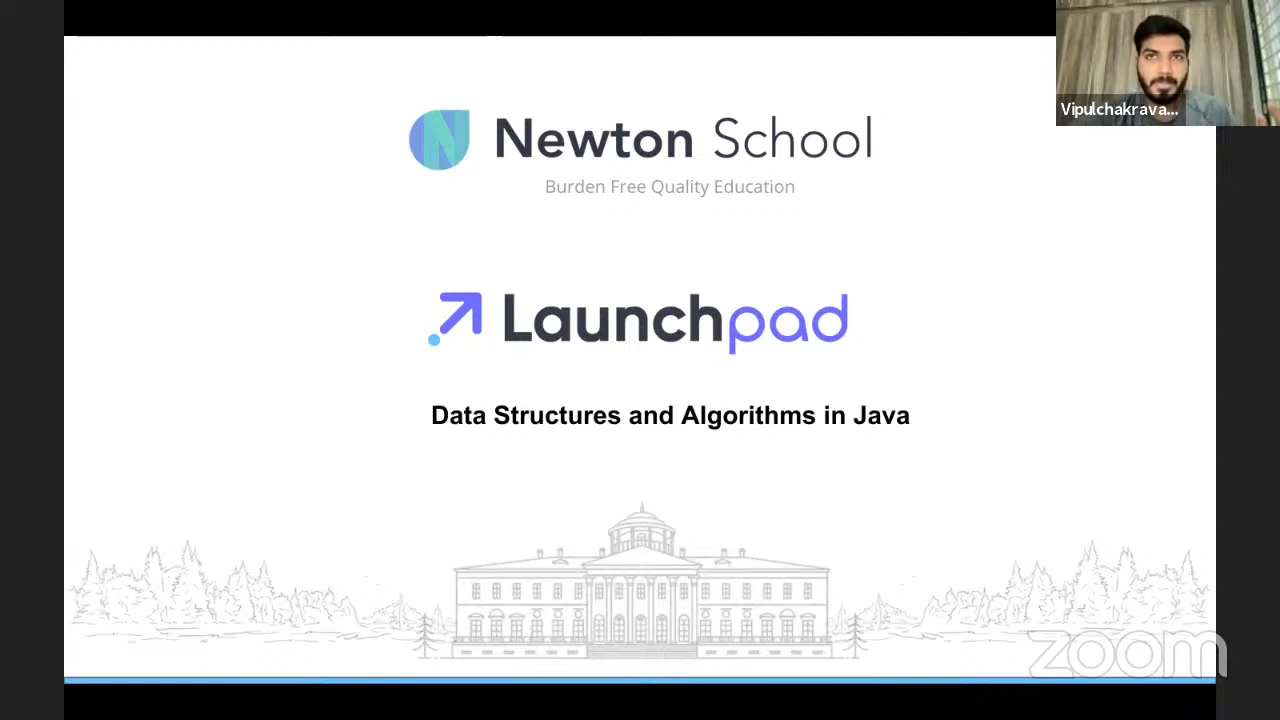 Vipulchakrava...
Newton School
Burden Free Quality Education
Launchpad
Data Structures and Algorithms in Java
zoom